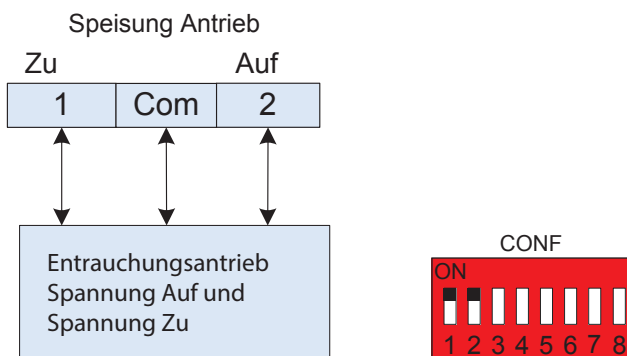 Speisung Antrieb
Zu Auf
1 Com 2
Entrauchungsantrieb
Spannung Auf und
Spannung Zu
CONF
ON
1 2 3 4 5 6 7 8